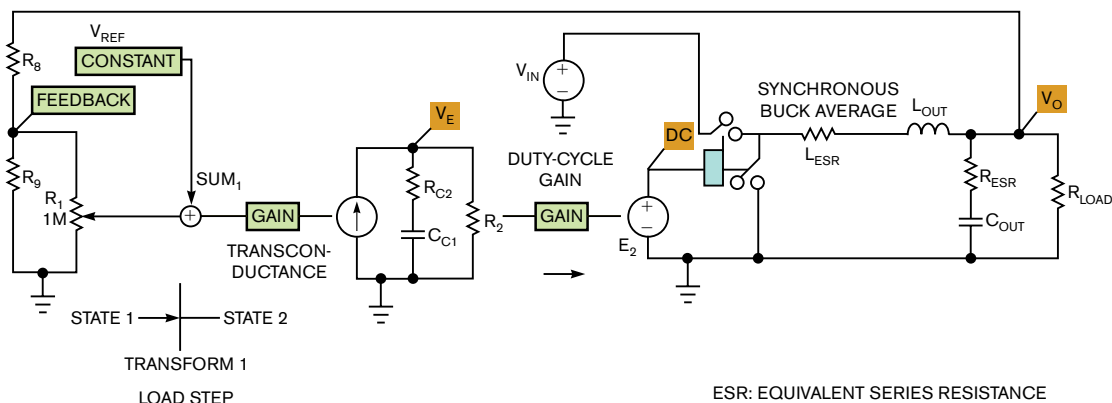 R8
VREF
CONSTANT
FEEDBACK
R9
R1
1M
SUM1
GAIN
TRANSCON-
DUCTANCE
VE
RC2
CC1
R2
DUTY-CYCLE
GAIN
GAIN
VIN
+
−
DC
E2
+
−
SYNCHRONOUS
BUCK AVERAGE
LESR
LOUT
VO
RESR
COUT
RLOAD
+
STATE 1
STATE 2
TRANSFORM 1
LOAD STEP
ESR: EQUIVALENT SERIES RESISTANCE